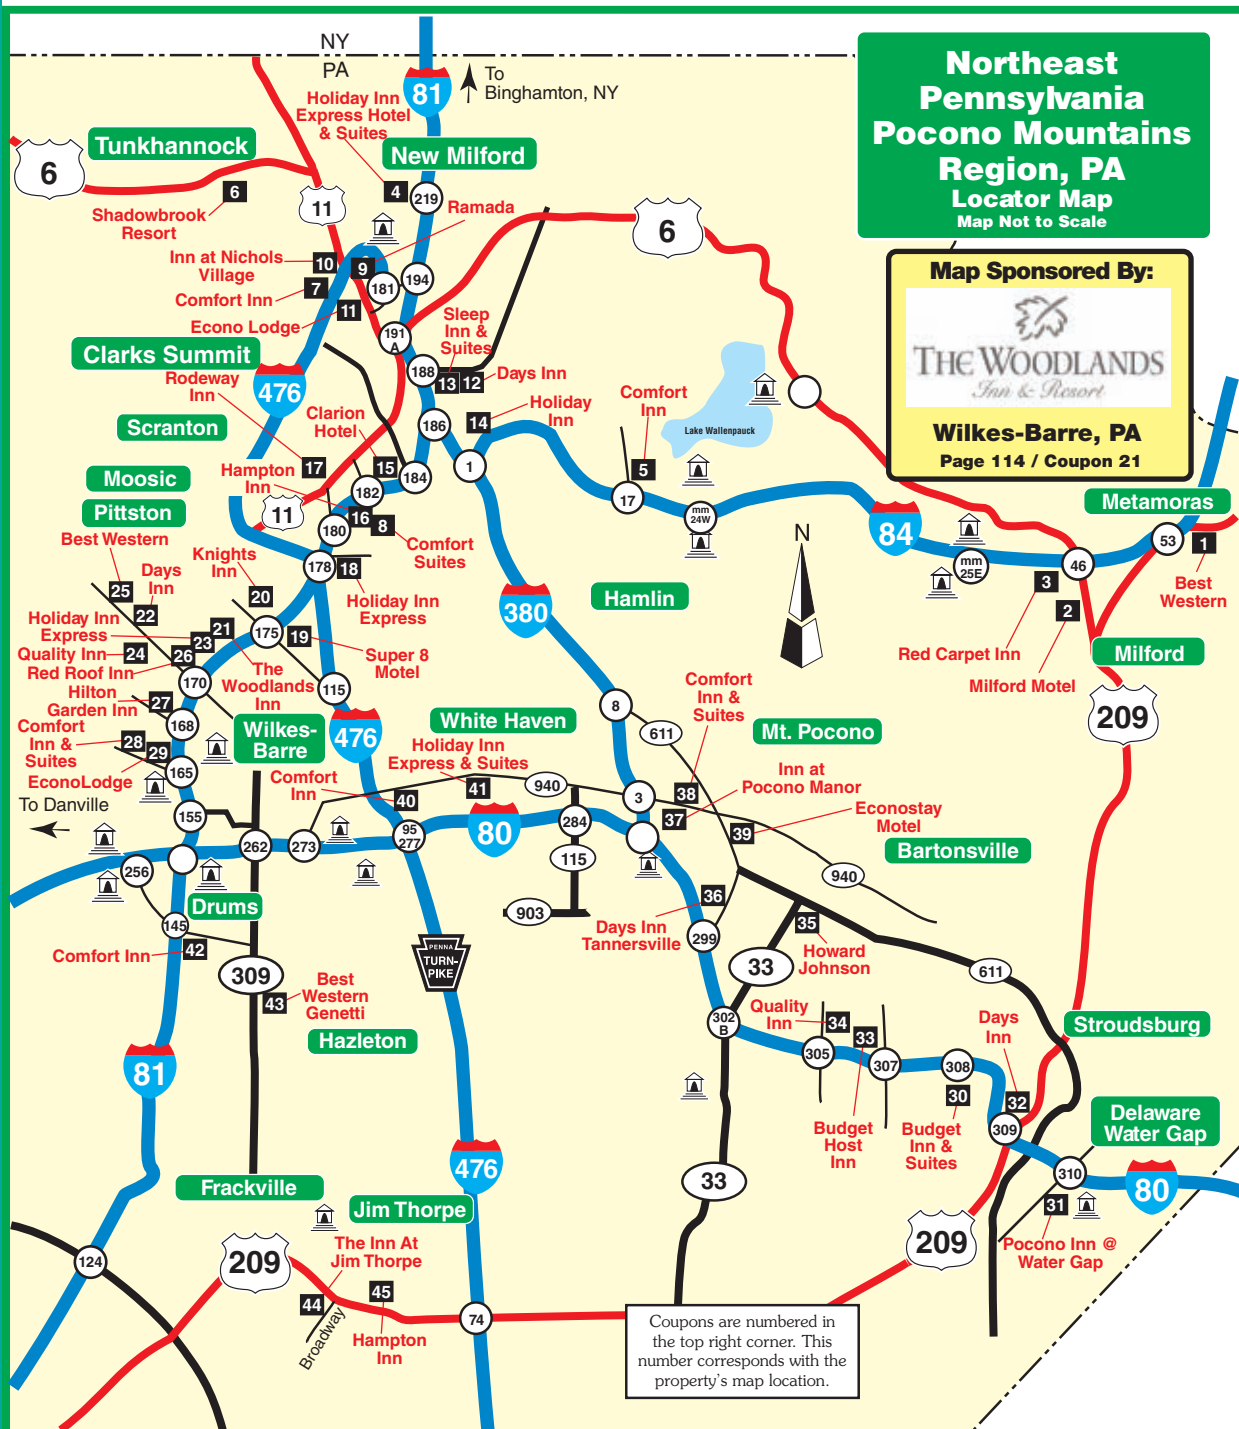 NY
PA
81
To
Binghamton, NY
Northeast
Pennsylvania
Pocono Mountains
Region, PA
Locator Map
Map Not to Scale
Map Sponsored By:
THE WOODLANDS
Inn & Resort
Wilkes-Barre, PA
Page 114 / Coupon 21
Holiday Inn
Express Hotel
& Suites
Tunkhannock
New Milford
6
6
Shadowbrook
Resort
11
4
219
Ramada
6
Inn at Nichols
Village
10
9
Comfort Inn
7
181
194
Econo Lodge
11
191
A
Sleep
Inn &
Suites
Clarks Summit
188
13
12
Days Inn
Rodeway
Inn
476
Clarion
Hotel
186
14
Holiday
Inn
Comfort
Inn
Lake Wallenpauck
Scranton
17
15
184
1
5
17
mm
24W
Moosic
Hampton
Inn
182
84
Metamoras
Pittston
11
16
8
180
N
53
1
Best Western
Knights
Inn
Comfort
Suites
178
18
mm
25E
46
Best
Western
25
Days
Inn
22
20
Holiday Inn
Express
380
Hamlin
3
2
Holiday Inn
Express
23
21
175
19
Super 8
Motel
Red Carpet Inn
Milford
Quality Inn
24
26
Red Roof Inn
170
The
Woodlands
Inn
115
Milford Motel
209
Hilton
Garden Inn
27
168
Wilkes-
Barre
476
White Haven
8
611
Comfort
Inn &
Suites
Mt. Pocono
Comfort
Inn &
Suites
28
29
EconoLodge
165
Comfort
Inn
40
Holiday Inn
Express & Suites
41
940
3
38
Inn at
Pocono Manor
37
To Danville
155
262
273
95
277
80
284
39
Econostay
Motel
Bartonsville
256
115
940
Drums
145
903
36
Days Inn
Tannersville
299
35
Howard
Johnson
Comfort Inn
42
309
43
Best
Western
Genetti
PENNA
TURN-
PIKE
33
611
Hazleton
302
B
Quality
Inn
34
33
Days
Inn
Stroudsburg
81
305
307
308
30
32
309
Budget
Host
Inn
Budget
Inn &
Suites
Delaware
Water Gap
476
33
310
80
Frackville
Jim Thorpe
31
209
The Inn At
Jim Thorpe
209
Pocono Inn @
Water Gap
124
44
45
Broadway
Hampton
Inn
74
Coupons are numbered in
the top right corner. This
number corresponds with the
property's map location.